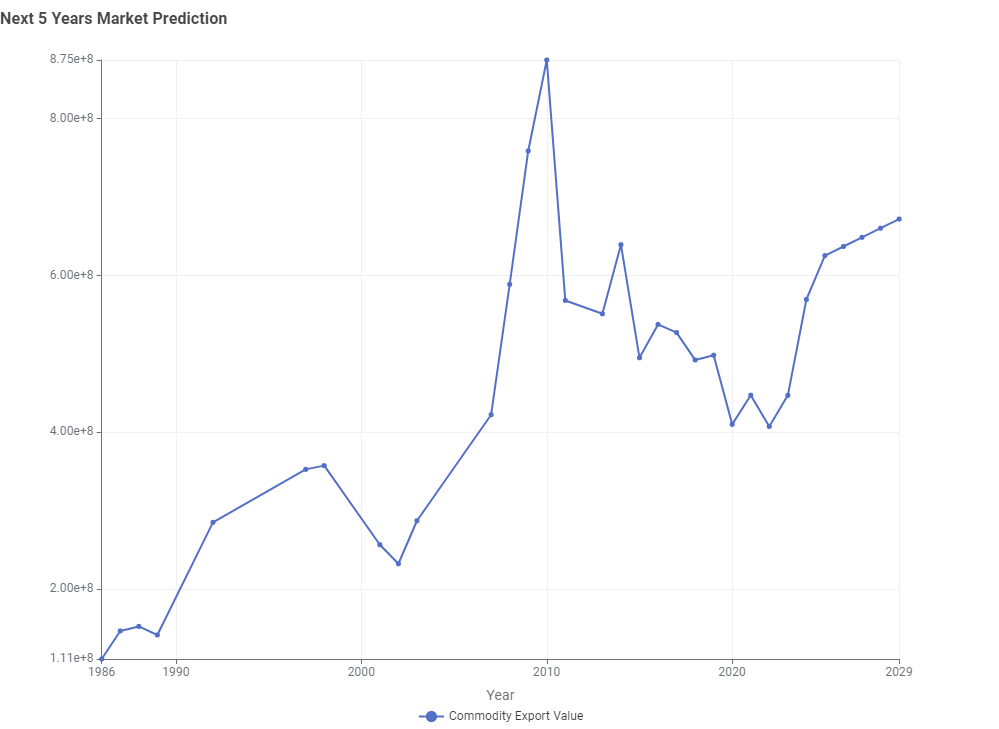 Next 5 Years Market Prediction
8.75e+8
8.00e+8
6.00e+8
4.00e+8
2.00e+8
1.11e+8
1986 1990 2000 2010 2020 2029
Year
Commodity Export Value